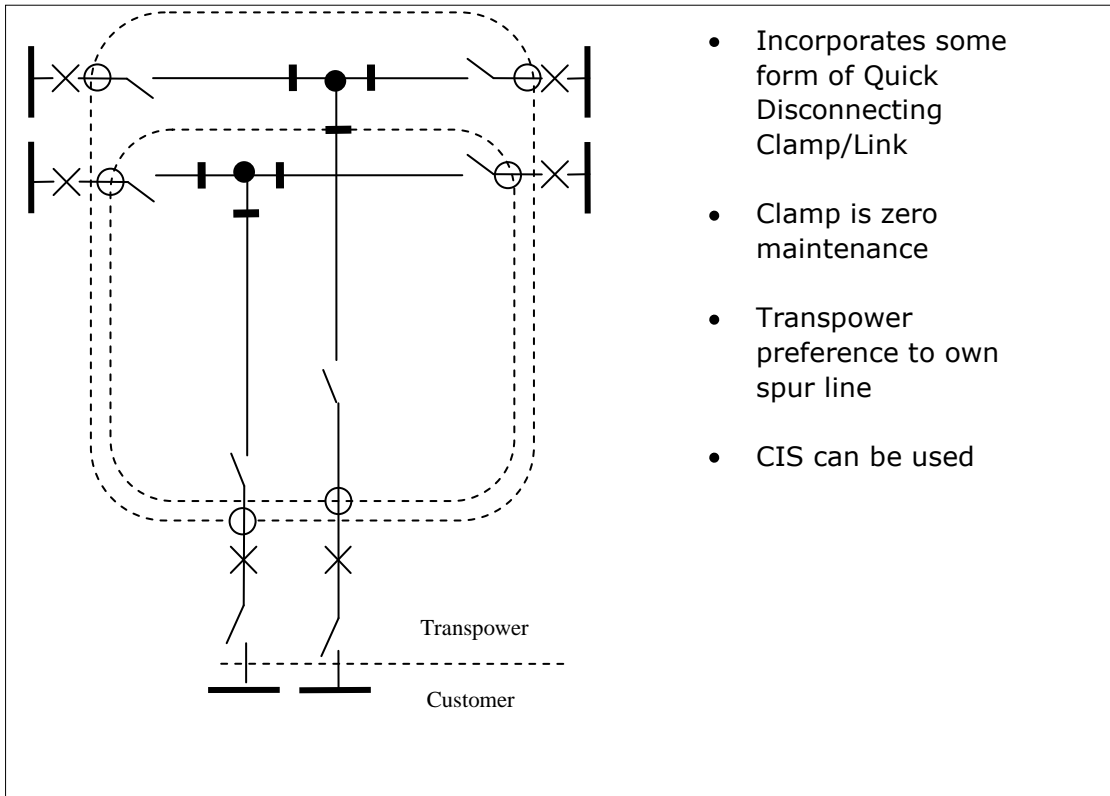 • Incorporates some
form of Quick
Disconnecting
Clamp/Link
• Clamp is zero
maintenance
• Transpower
preference to own
spur line
• CIS can be used
Transpower
Customer